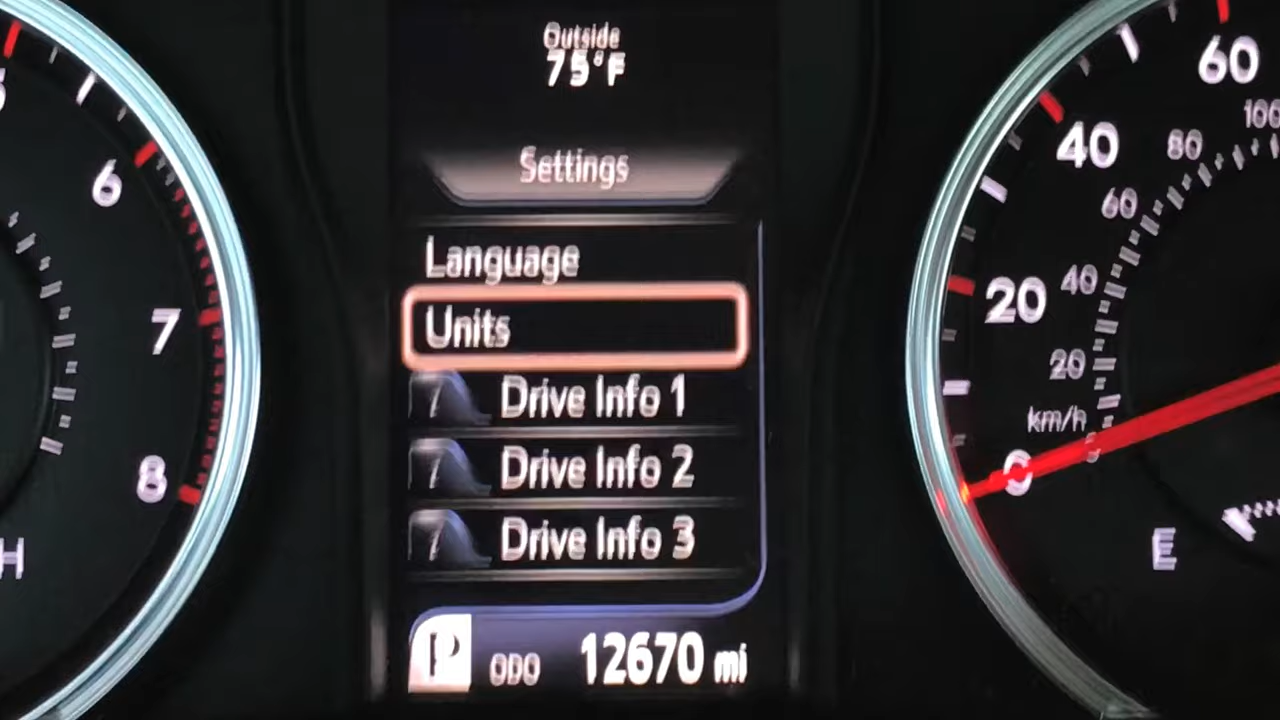 Outside
75°F
Settings
Language
Units
Drive Info 1
Drive Info 2
Drive Info 3
P ODO 12670 mi
6
7
8
H
60
40
20
0
100
80
60
40
20
km/h
E